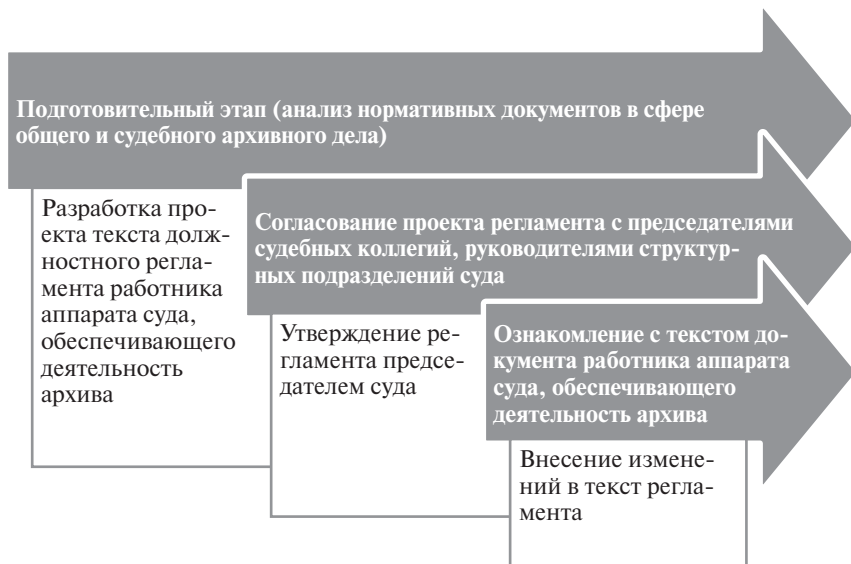 Подготовительный этап (анализ нормативных документов в сфере
общего и судебного архивного дела)
Разработка про-
екта текста долж-
ностного регла-
мента работника
аппарата суда,
обеспечивающего
деятельность
архива
Согласование проекта регламента с председателями
судебных коллегий, руководителями структур-
ных подразделений суда
Утверждение ре-
гламента предсе-
дателем суда
Ознакомление с текстом до-
кумента работника аппарата
суда, обеспечивающего
деятельность архива
Внесение измене-
ний в текст регла-
мента